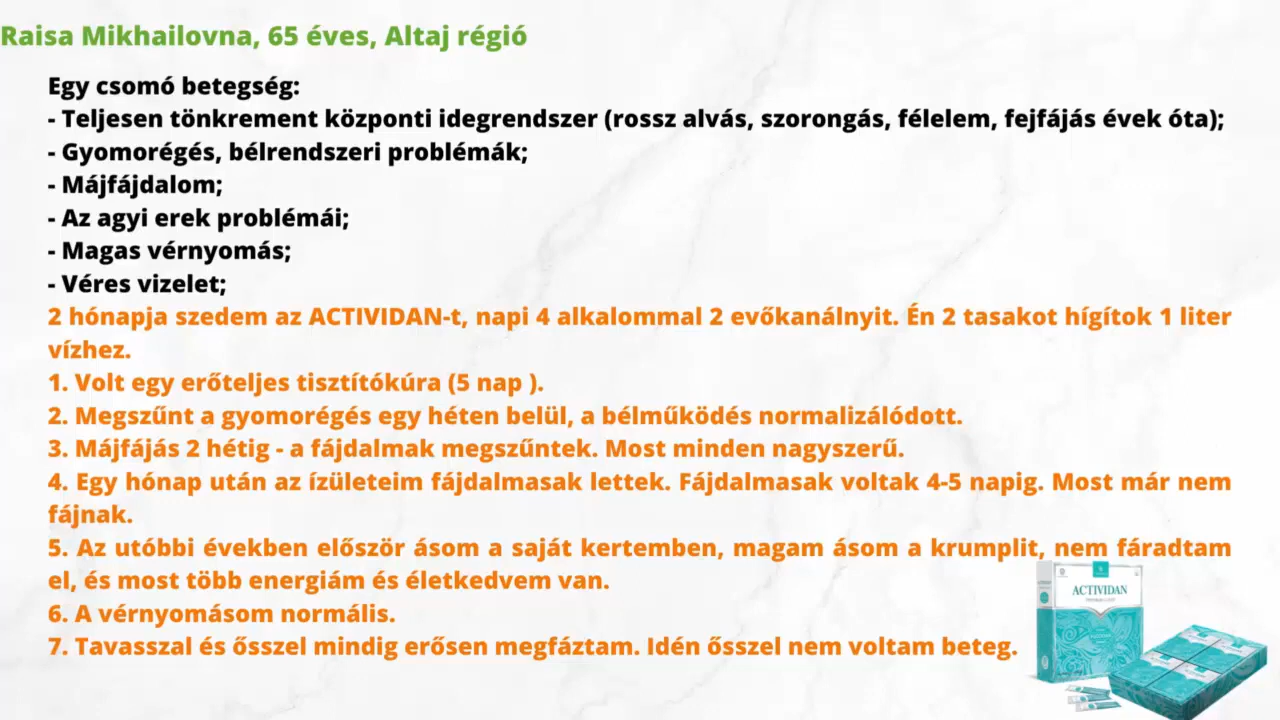 Raisa Mikhailovna, 65 éves, Altaj régió
Egy csomó betegség:
- Teljesen tönkrement központi idegrendszer (rossz alvás, szorongás, félelem, fejfájás évek óta);
- Gyomorégés, bélrendszeri problémák;
- Májfájdalom;
- Az agyi erek problémái;
- Magas vérnyomás;
- Véres vizelet;
2 hónapja szedem az ACTIVIDAN-t, napi 4 alkalommal 2 evőkanálnyit. Én 2 tasakot hígítok 1 liter
vízhez.
1. Volt egy erőteljes tisztítókúra (5 nap ).
2. Megszűnt a gyomorégés egy héten belül, a bélműködés normalizálódott.
3. Májfájás 2 hétig - a fájdalmak megszűntek. Most minden nagyszerű.
4. Egy hónap után az ízületeim fájdalmasak lettek. Fájdalmasak voltak 4-5 napig. Most már nem
fájnak.
5. Az utóbbi években először ásom a saját kertemben, magam ásom a krumplit, nem fáradtam
el, és most több energiám és életkedvem van.
6. A vérnyomásom normális.
7. Tavasszal és ősszel mindig erősen megfáztam. Idén ősszel nem voltam beteg.
ACTIVIDAN